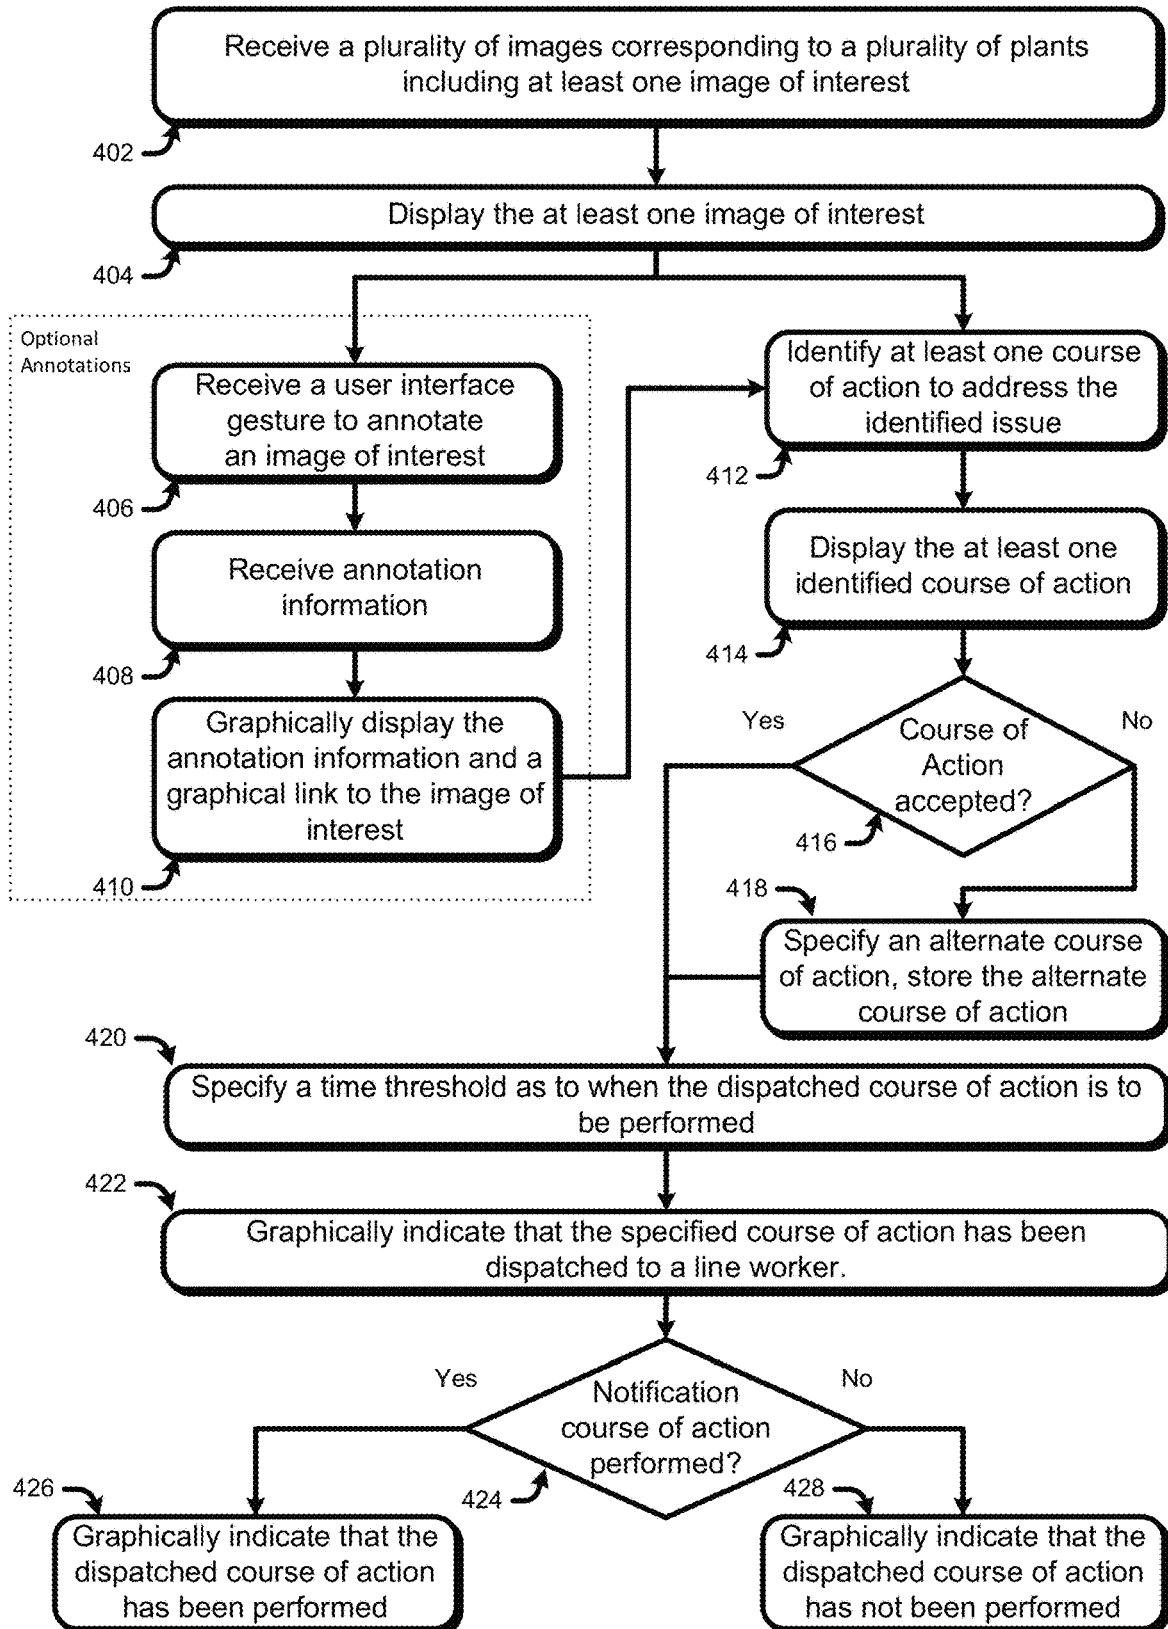 Receive a plurality of images corresponding to a plurality of plants
including at least one image of interest
402
Display the at least one image of interest
404
Optional
Annotations
Receive a user interface
gesture to annotate
an image of interest
406
Receive annotation
information
408
Graphically display the
annotation information and a
graphical link to the image of
interest
410
Identify at least one course
of action to address the
identified issue
412
Display the at least one
identified course of action
414
Yes
No
Course of
Action
accepted?
416
418
Specify an alternate course
of action, store the alternate
course of action
420
Specify a time threshold as to when the dispatched course of action is to
be performed
422
Graphically indicate that the specified course of action has been
dispatched to a line worker.
Yes
No
Notification
course of action
performed?
424
426
Graphically indicate that the
dispatched course of action
has been performed
428
Graphically indicate that the
dispatched course of action
has not been performed